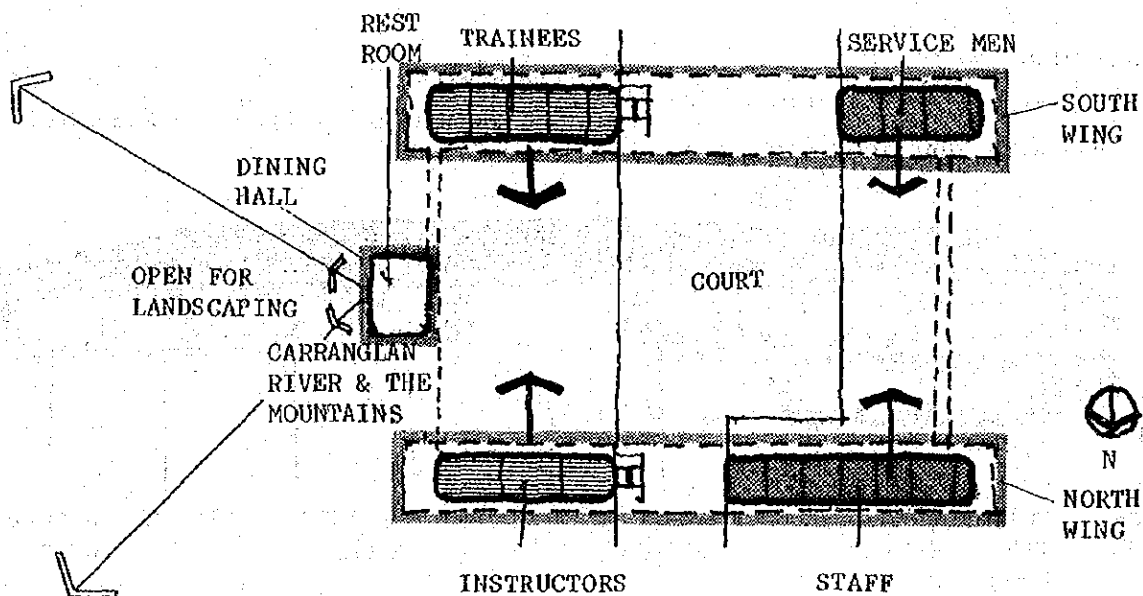 REST
ROOM
TRAINEES
SERVICE MEN
SOUTH
WING
DINING
HALL
OPEN FOR
LANDSCAPING
COURT
CARRANGLAN
RIVER & THE
MOUNTAINS
N
NORTH
WING
INSTRUCTORS
STAFF